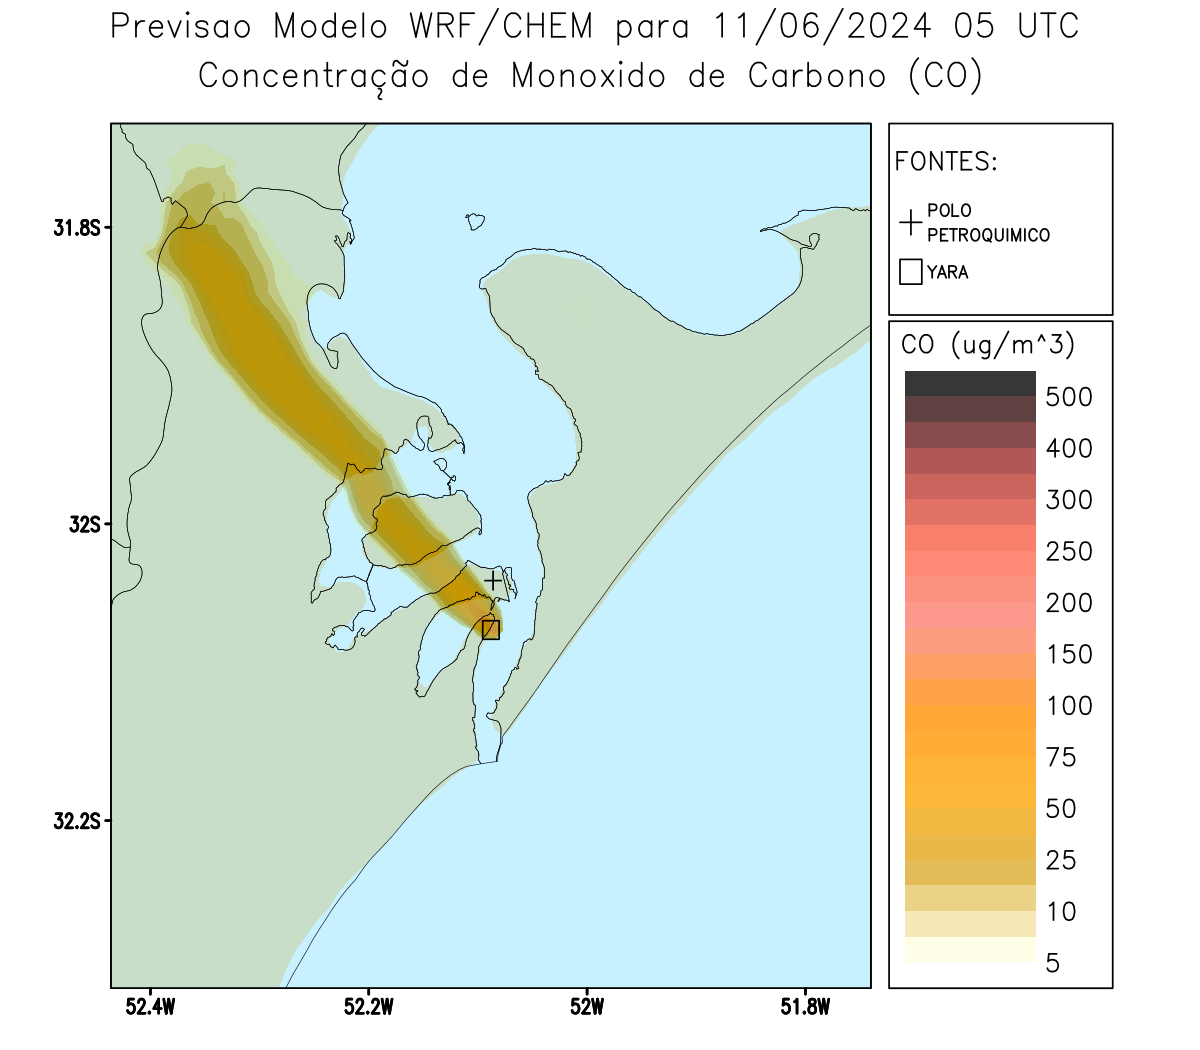 Previsao Modelo WRF/CHEM para 11/06/2024 05 UTC
Concentração de Monoxido de Carbono (CO)
FONTES:
POLO
PETROQUIMICO
YARA
CO (ug/m^3)
500
400
300
250
200
150
100
75
50
25
10
5
31.8S
32S
32.2S
52.4W
52.2W
52W
51.8W